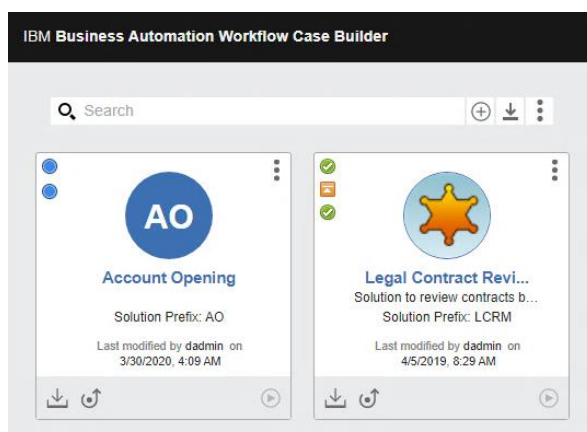 IBM Business Automation Workflow Case Builder
Search
AO
Account Opening
Solution Prefix: AO
Last modified by dadmin on
3/30/2020, 4:09 AM
Legal Contract Revi...
Solution to review contracts b...
Solution Prefix: LCRM
Last modified by dadmin on
4/5/2019, 8:29 AM